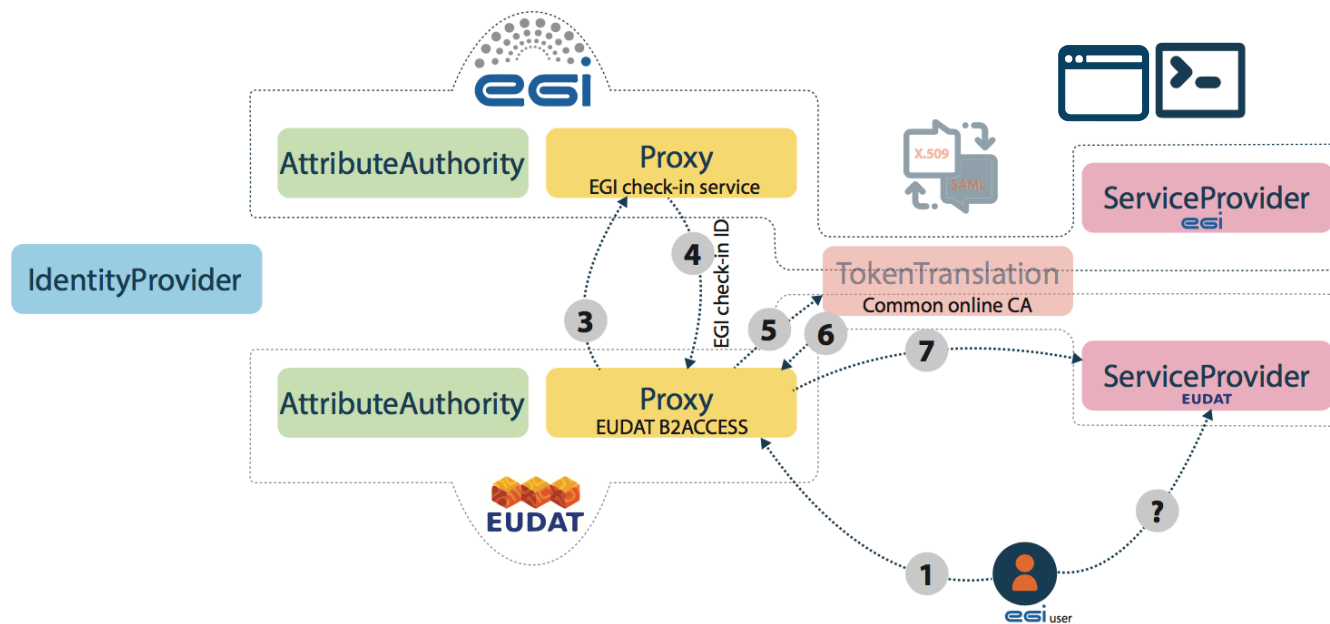 egi
X.509
SAML
>_
AttributeAuthority
Proxy
EGI check-in service
ServiceProvider
egi
4
EGI check-in ID
IdentityProvider
TokenTranslation
Common online CA
3
5
6
7
AttributeAuthority
Proxy
EUDAT B2ACCESS
ServiceProvider
EUDAT
EUDAT
?
1
egi user